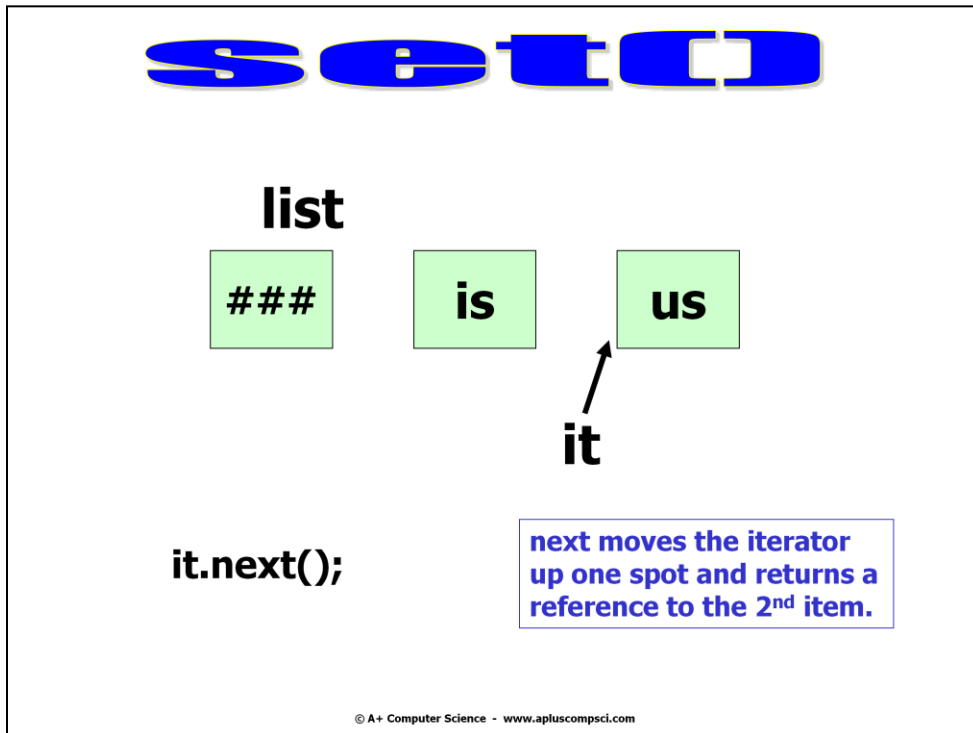 set()
list
###
is
us
it
it.next();
next moves the iterator
up one spot and returns a
reference to the 2nd item.
© A+ Computer Science - www.apluscompsci.com